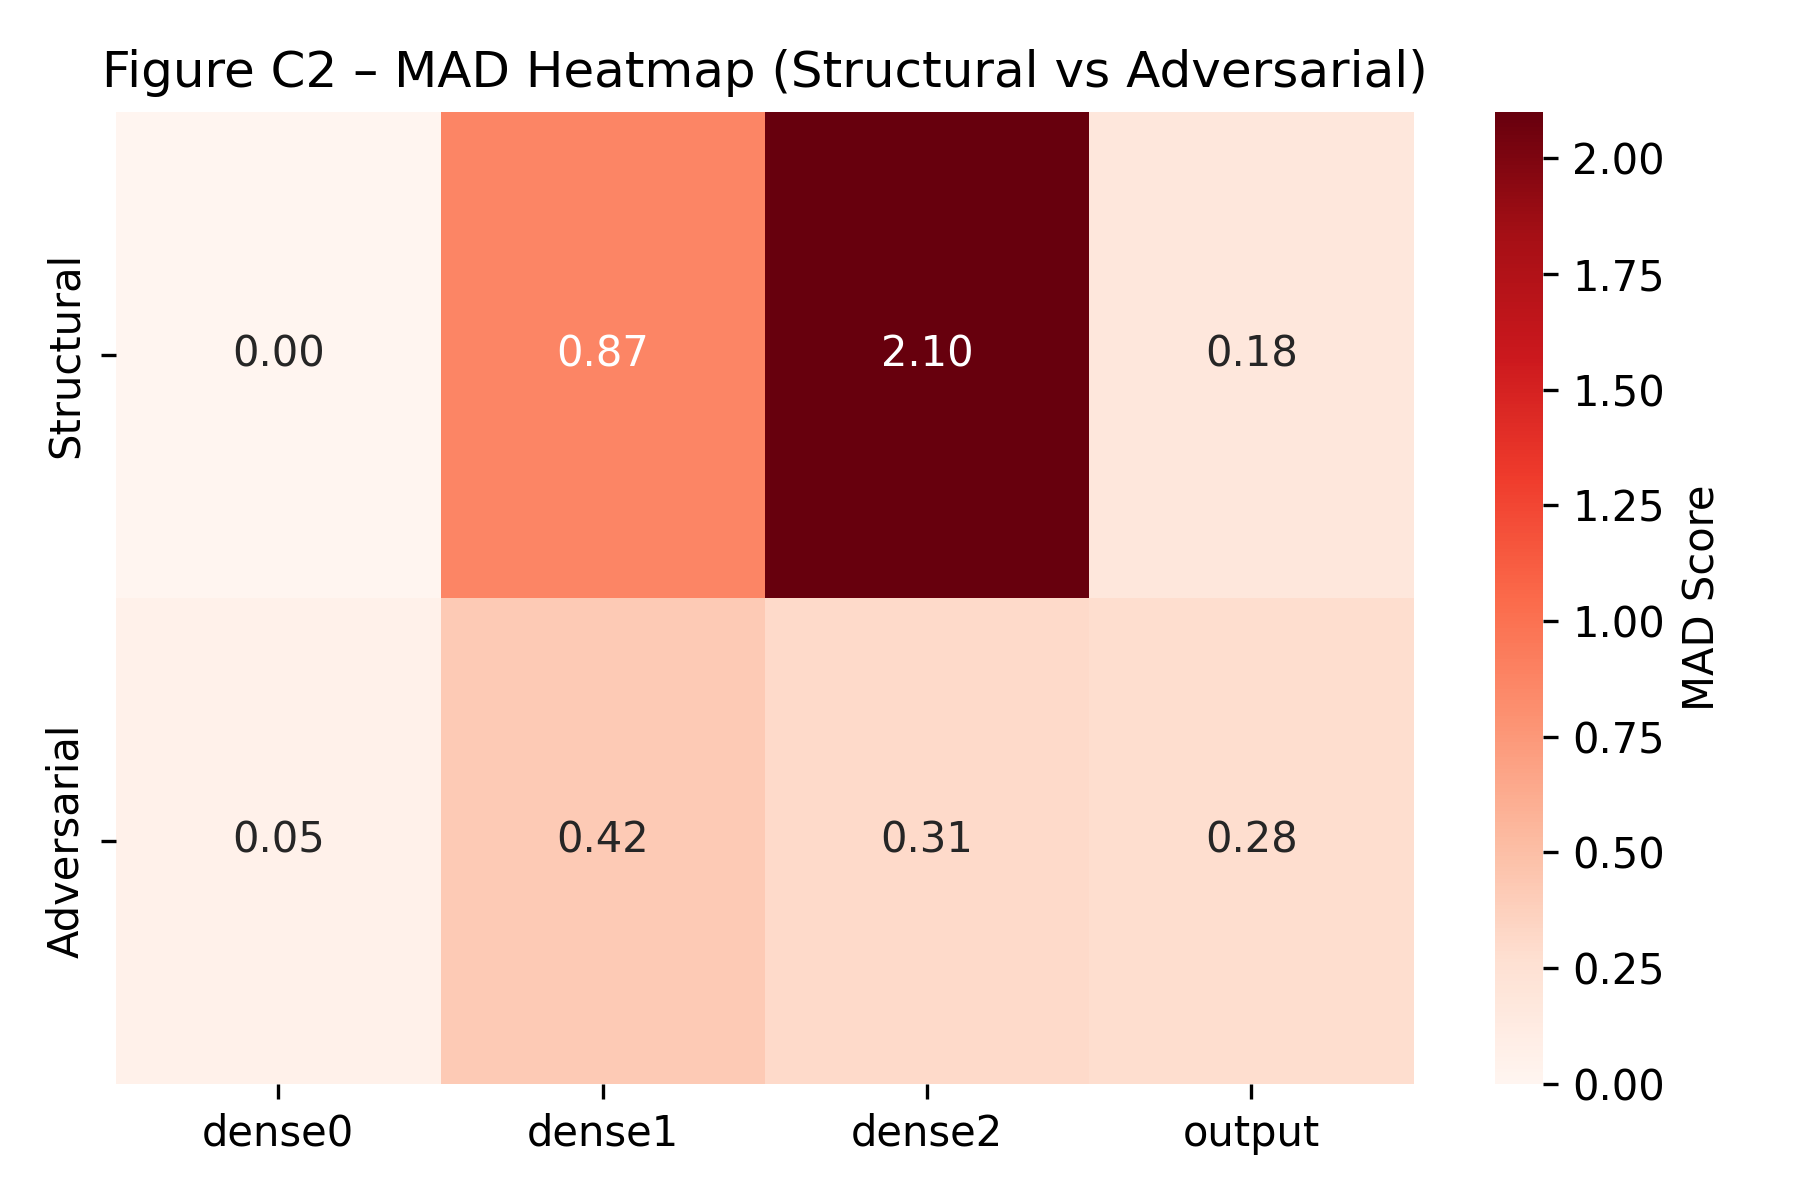 Figure C2 – MAD Heatmap (Structural vs Adversarial)
Structural
0.00 0.87 2.10 0.18
Adversarial
0.05 0.42 0.31 0.28
dense0 dense1 dense2 output
2.00
1.75
1.50
1.25
1.00
0.75
0.50
0.25
0.00
MAD Score